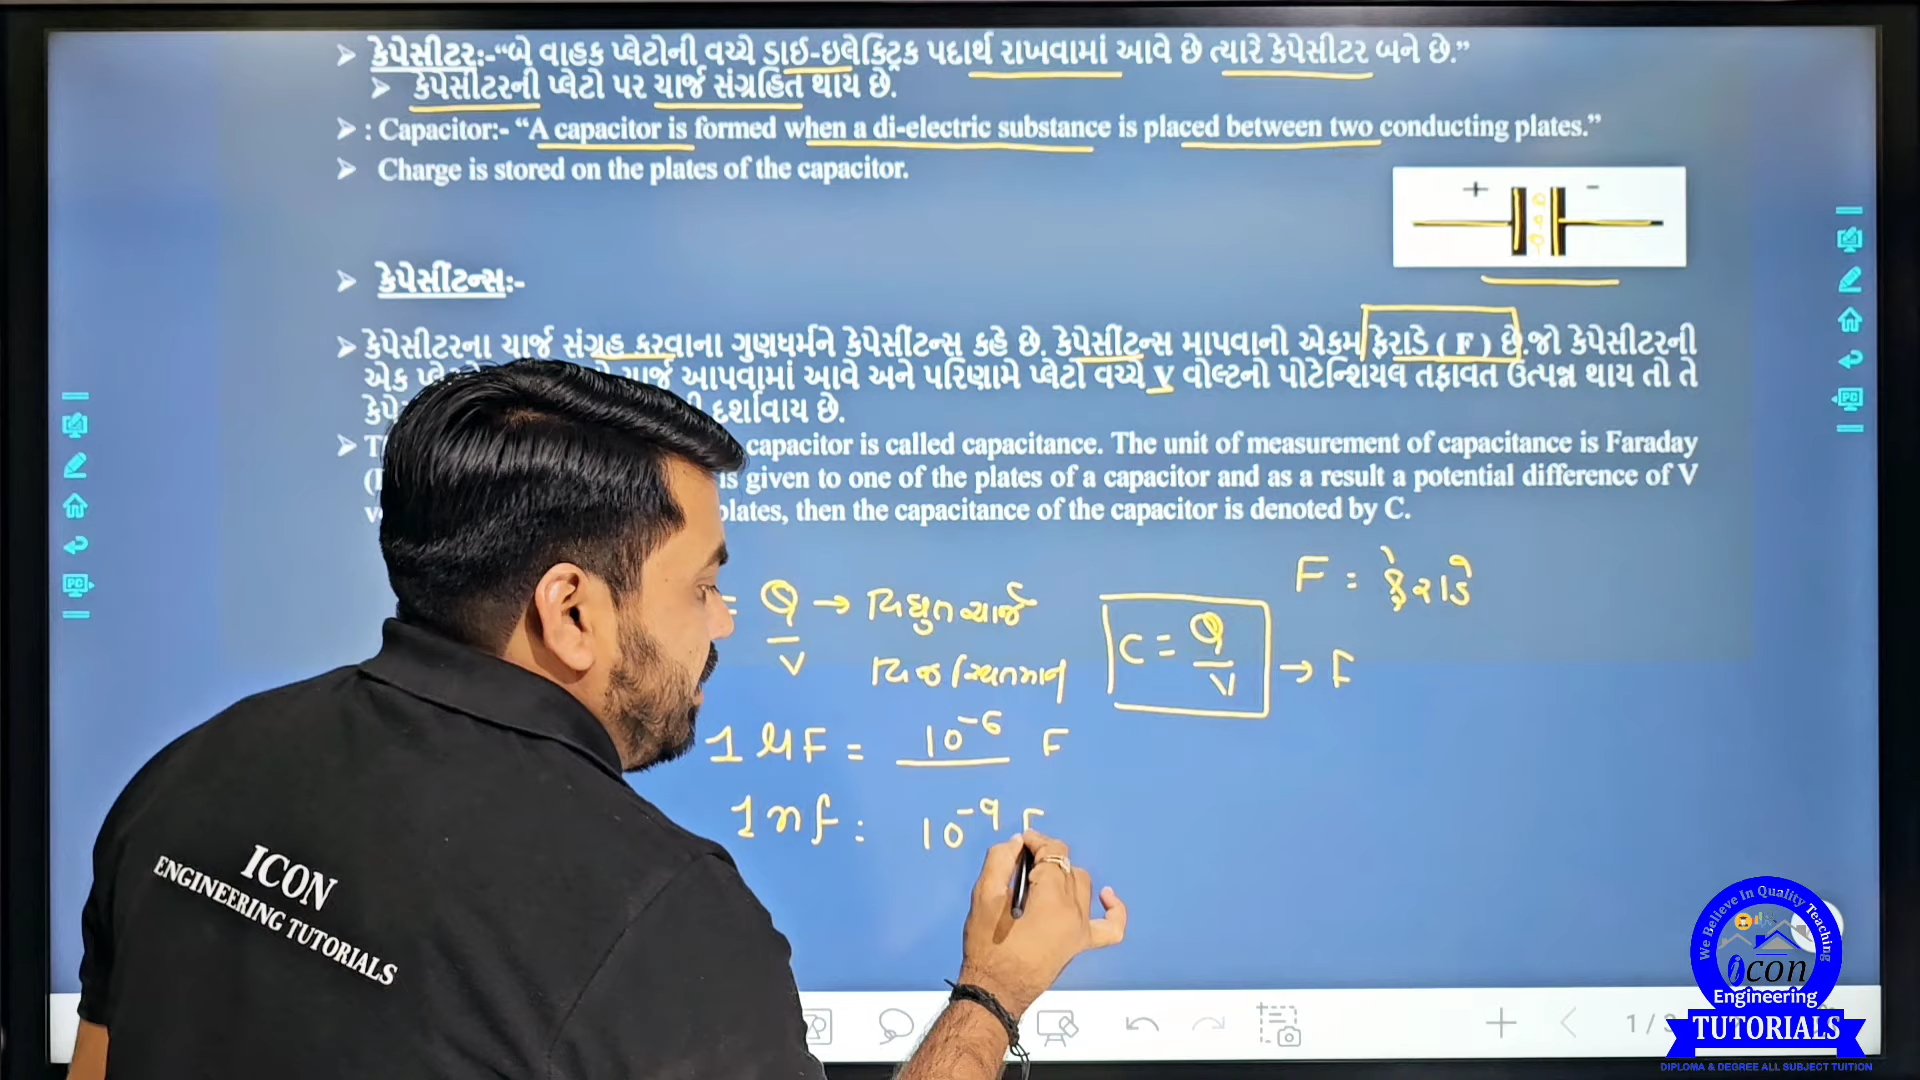 ➤ કેપેસીટર:-“બે વાહક પ્લેટોની વચ્ચે ડાઈ-ઇલેક્ટ્રિક પદાર્થ રાખવામાં આવે છે ત્યારે કેપેસીટર બને છે.”
➤ કેપેસીટરની પ્લેટો પર ચાર્જ સંગ્રહિત થાય છે.
➤ : Capacitor:- “A capacitor is formed when a di-electric substance is placed between two conducting plates.”
➤ Charge is stored on the plates of the capacitor.
+ -
➤ કેપેસીટન્સ:-
➤ કેપેસીટરના ચાર્જ સંગ્રહ કરવાના ગુણધર્મને કેપેસીટન્સ કહે છે. કેપેસીટન્સ માપવાનો એકમ ફેરાડે ( F ) છે.જો કેપેસીટરની
એક ચાર્જ આપવામાં આવે અને પરિણામે પ્લેટો વચ્ચે V વોલ્ટનો પોટેન્શિયલ તફાવત ઉત્પન્ન થાય તો તે
દર્શાવાય છે.
➤ capacitor is called capacitance. The unit of measurement of capacitance is Faraday
is given to one of the plates of a capacitor and as a result a potential difference of V
plates, then the capacitance of the capacitor is denoted by C.
F = ફેરાડે
= Q/V → વિદ્યુતચાર્જ
C = Q/V → F
1 µF = 10⁻⁶ F
1 nf : 10⁻⁹ F
ICON
ENGINEERING TUTORIALS
We Believe In Quality Teaching
icon
Engineering
TUTORIALS
DIPLOMA & DEGREE ALL SUBJECT TUITION
PC
PC
1 / 3